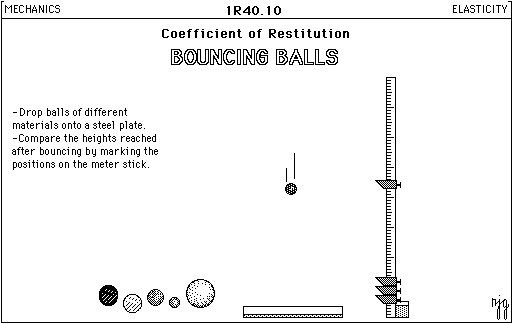 MECHANICS
1R40.10
ELASTICITY
Coefficient of Restitution
BOUNCING BALLS
-Drop balls of different
materials onto a steel plate.
-Compare the heights reached
after bouncing by marking the
positions on the meter stick.